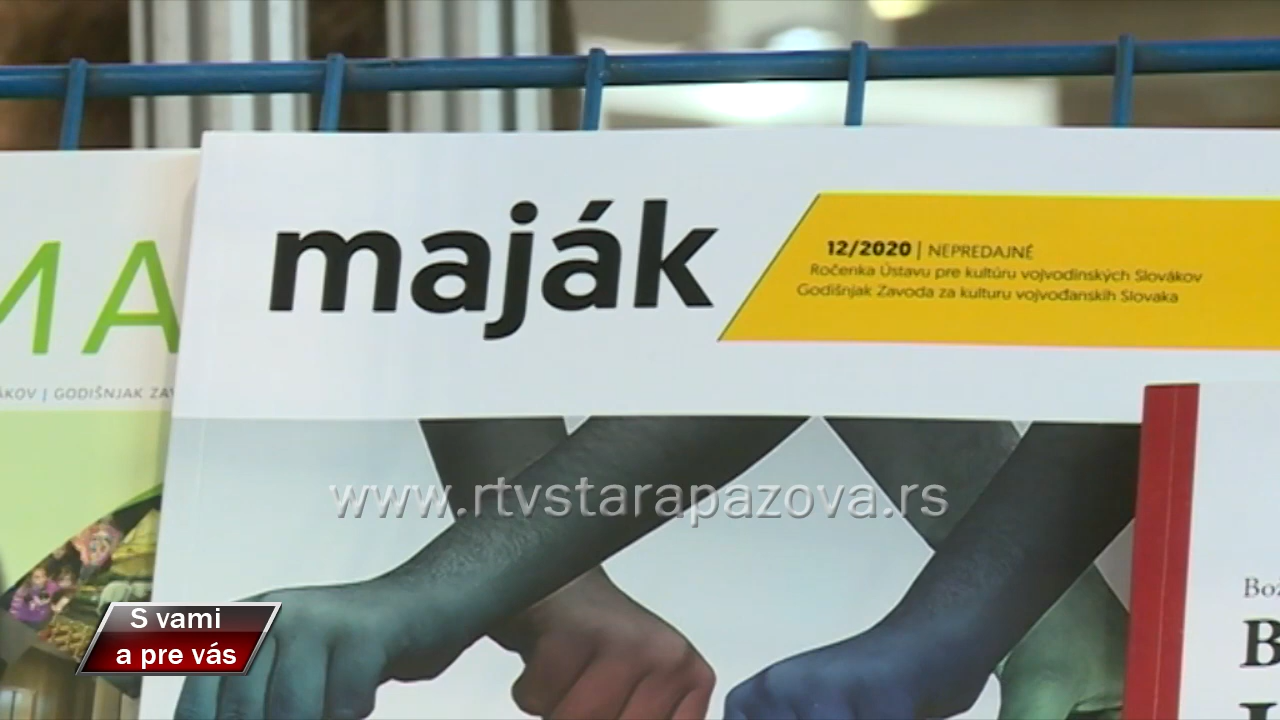 maják
12/2020 | NEPREDAJNÉ
Ročenka Ústavu pre kultúru vojvodinských Slovákov
Godišnjak Zavoda za kulturu vojvođanskih Slovaka
MA
ÁKOV | GODIŠNJAK ZAV
www.rtvstarapazova.rs
S vami
a pre vás
Bož
B